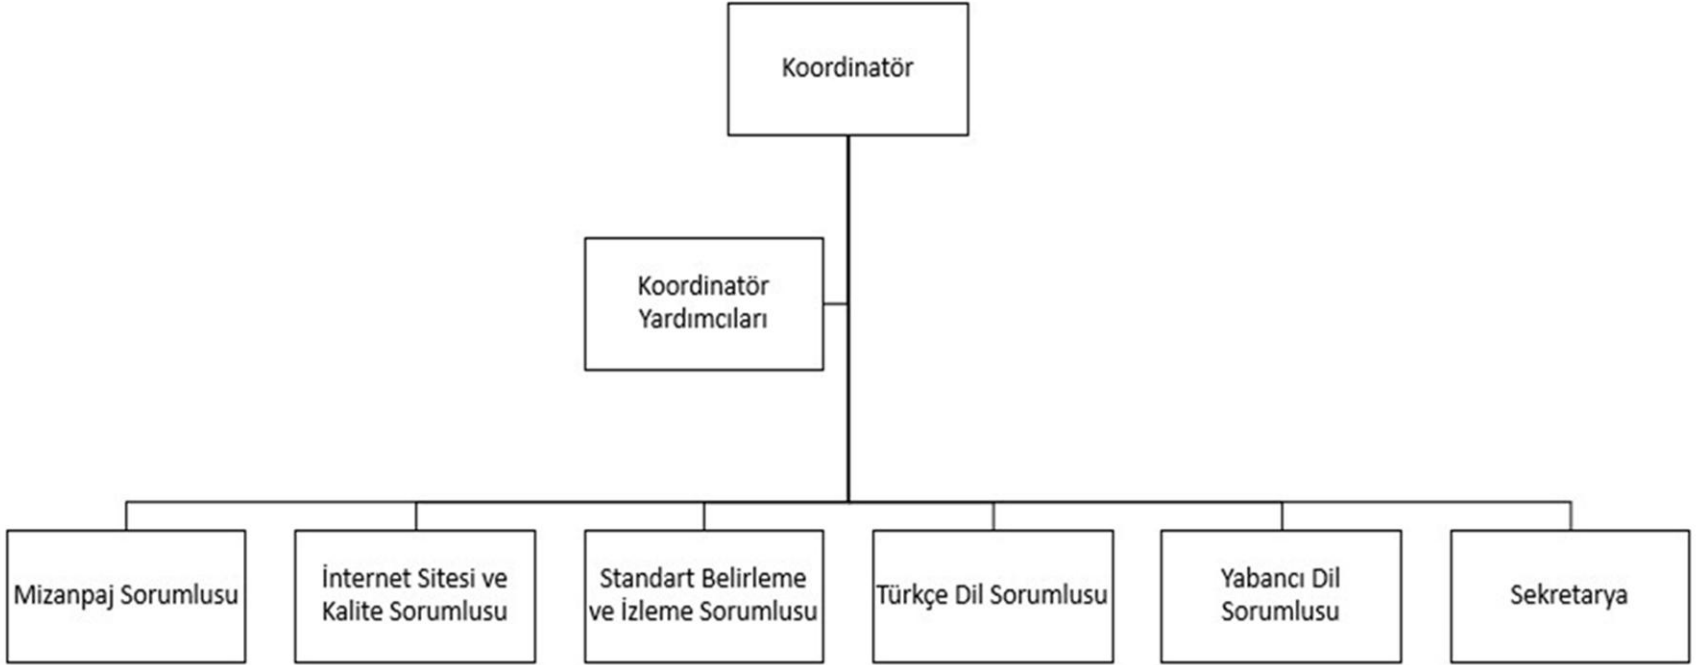 Koordinatör
Koordinatör
Yardımcıları
Mizanpaj Sorumlusu
İnternet Sitesi ve
Kalite Sorumlusu
Standart Belirleme
ve İzleme Sorumlusu
Türkçe Dil Sorumlusu
Yabancı Dil
Sorumlusu
Sekretarya